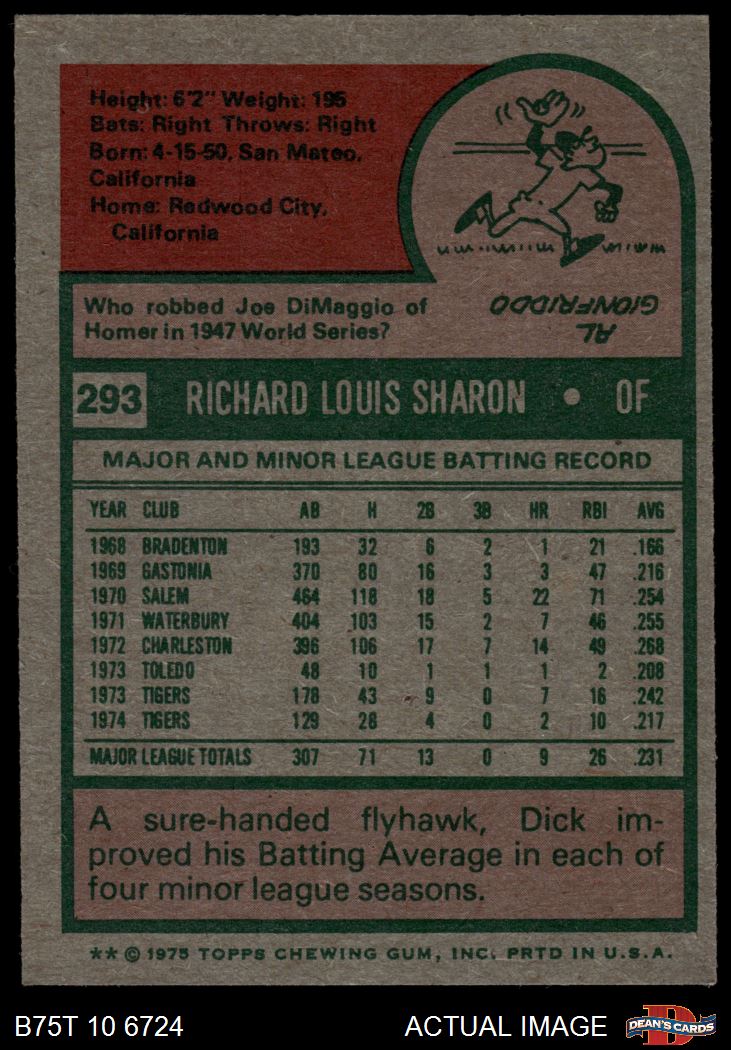 Height: 6'2" Weight: 195
Bats: Right Throws: Right
Born: 4-15-50, San Mateo,
California
Home: Redwood City,
California
Who robbed Joe DiMaggio of
Homer in 1947 World Series?
AL
GIONFRIDDO
293 RICHARD LOUIS SHARON • OF
MAJOR AND MINOR LEAGUE BATTING RECORD
YEAR CLUB AB H 2B 3B HR RBI AVG
1968 BRADENTON 193 32 6 2 1 21 .166
1969 GASTONIA 370 80 16 3 3 47 .216
1970 SALEM 464 118 18 5 22 71 .254
1971 WATERBURY 404 103 15 2 7 46 .255
1972 CHARLESTON 396 106 17 7 14 49 .268
1973 TOLEDO 48 10 1 1 1 2 .208
1973 TIGERS 178 43 9 0 7 16 .242
1974 TIGERS 129 28 4 0 2 10 .217
MAJOR LEAGUE TOTALS 307 71 13 0 9 26 .231
A sure-handed flyhawk, Dick im-
proved his Batting Average in each of
four minor league seasons.
** © 1975 TOPPS CHEWING GUM, INC. PRTD IN U.S.A.
B75T 10 6724 ACTUAL IMAGE DEAN'S CARDS